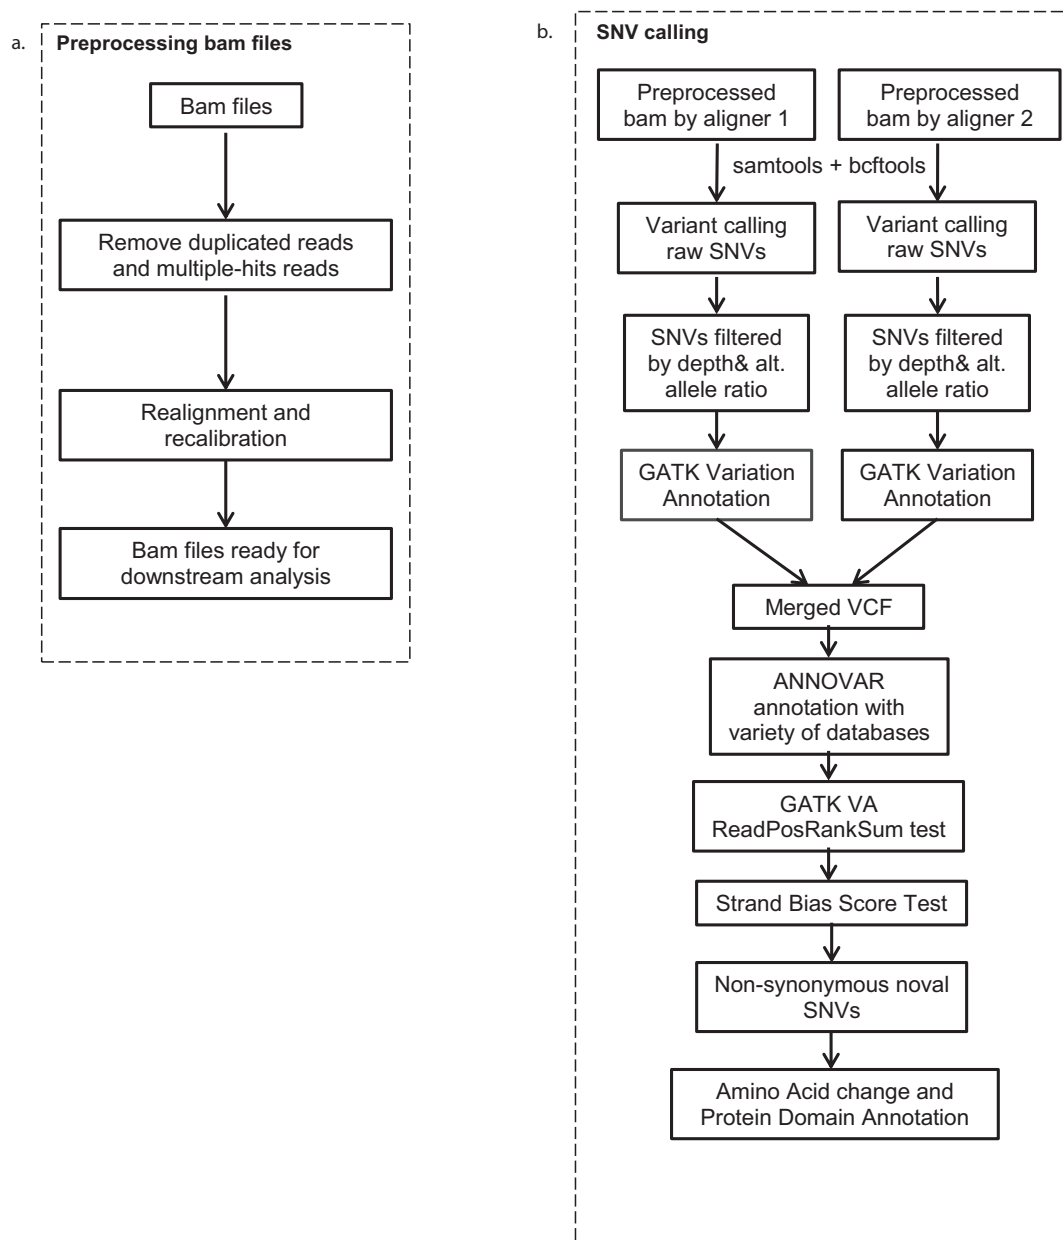 a.
Preprocessing bam files
Bam files
Remove duplicated reads
and multiple-hits reads
Realignment and
recalibration
Bam files ready for
downstream analysis
b.
SNV calling
Preprocessed
bam by aligner 1
Preprocessed
bam by aligner 2
samtools + bcftools
Variant calling
raw SNVs
Variant calling
raw SNVs
SNVs filtered
by depth& alt.
allele ratio
SNVs filtered
by depth& alt.
allele ratio
GATK Variation
Annotation
GATK Variation
Annotation
Merged VCF
ANNOVAR
annotation with
variety of databases
GATK VA
ReadPosRankSum test
Strand Bias Score Test
Non-synonymous noval
SNVs
Amino Acid change and
Protein Domain Annotation